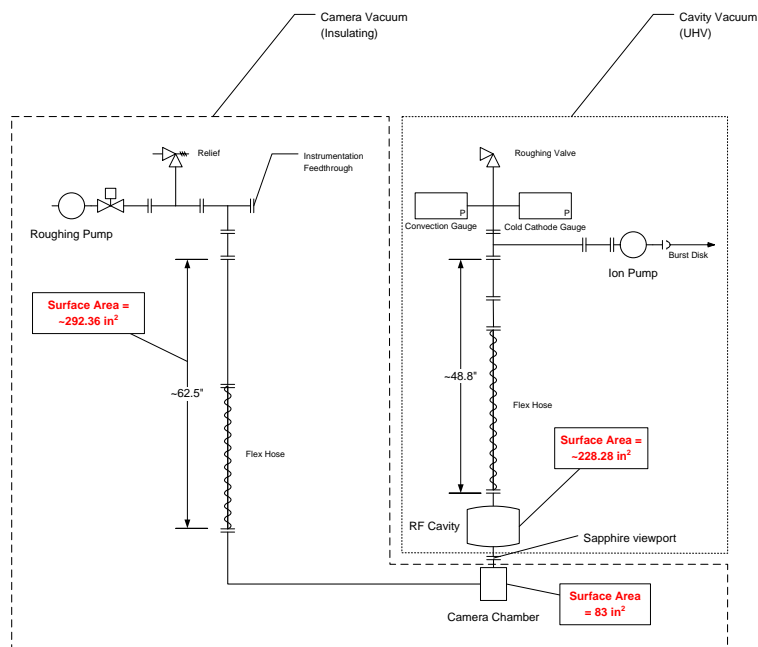 Camera Vacuum
(Insulating)
Cavity Vacuum
(UHV)
Relief
Instrumentation
Feedthrough
Roughing Valve
Roughing Pump
P
Convection Gauge
P
Cold Cathode Gauge
Ion Pump
Burst Disk
Surface Area =
~292.36 in²
~62.5"
~48.8"
Flex Hose
Flex Hose
Surface Area =
~228.28 in²
RF Cavity
Sapphire viewport
Surface Area
= 83 in²
Camera Chamber